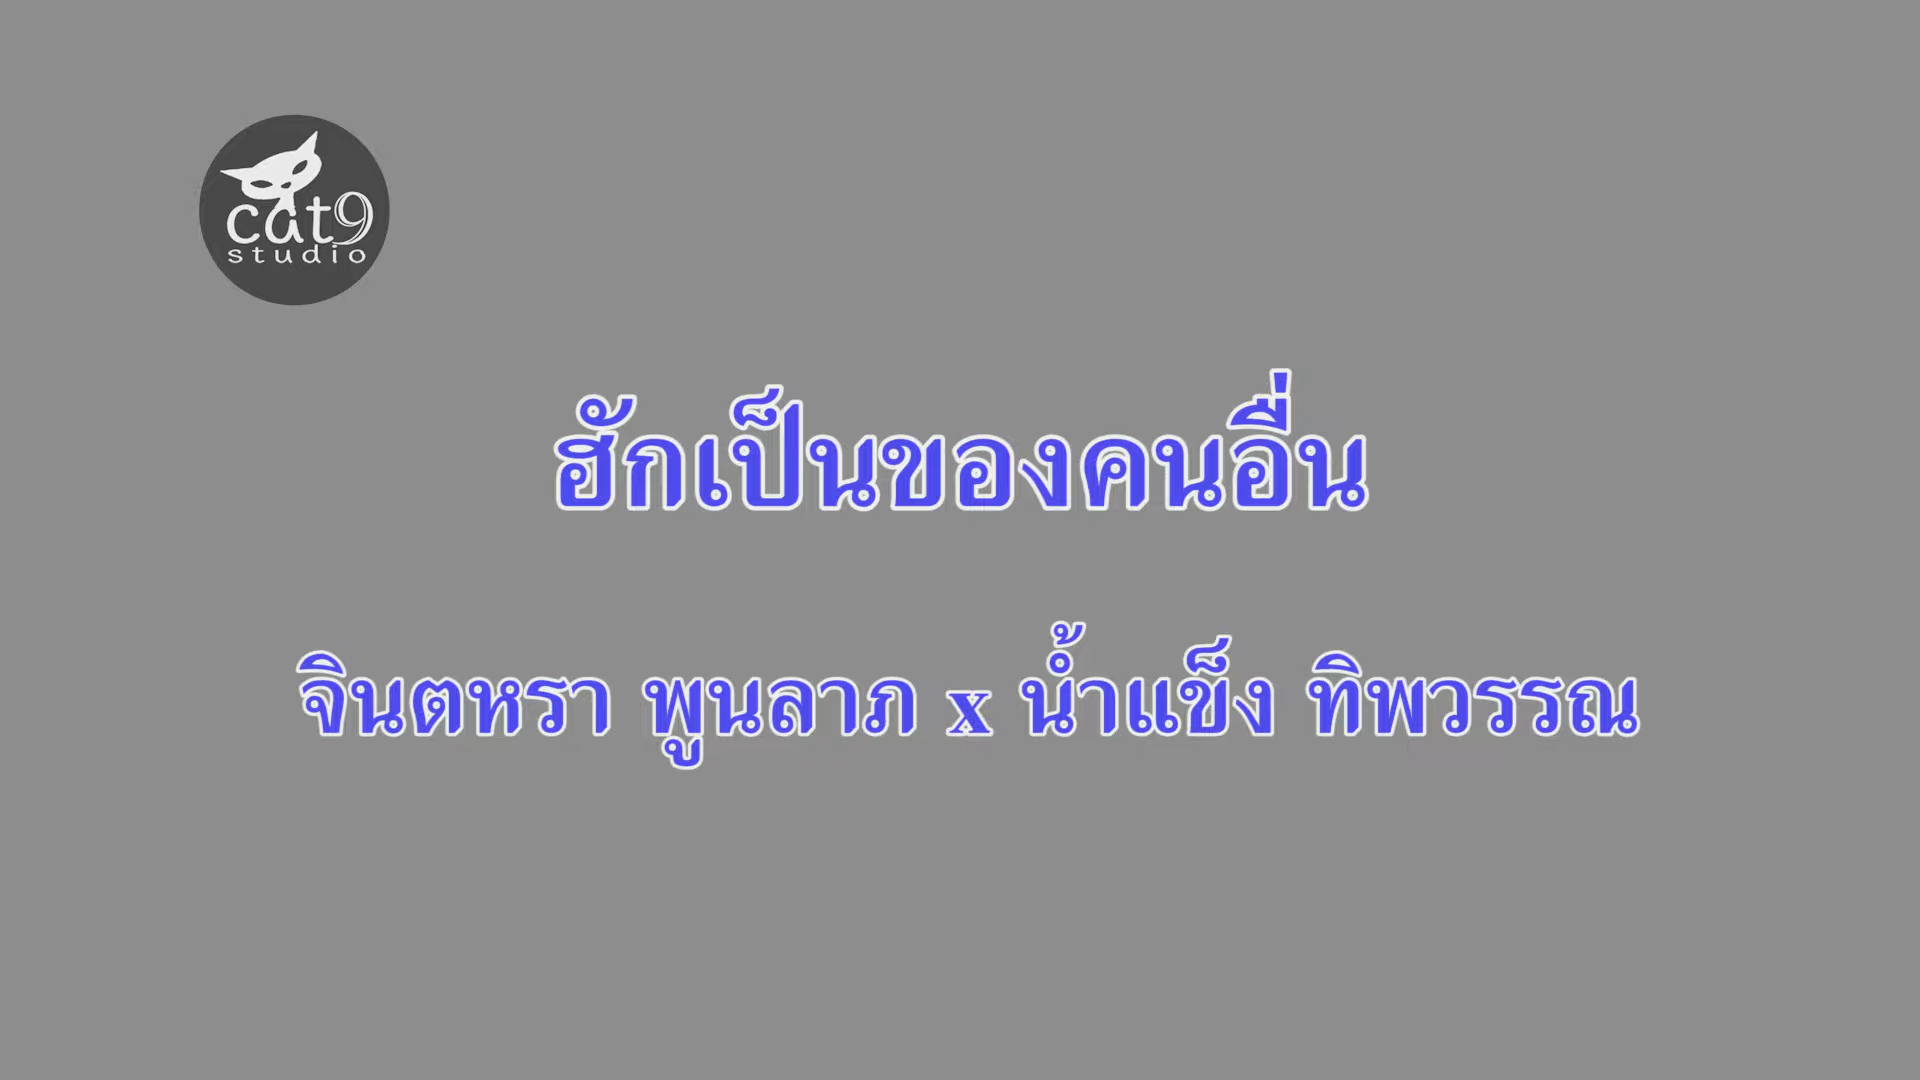 cat9
studio
ฮักเป็นของคนอื่น
จินตหรา พูนลาภ x น้ำแข็ง ทิพวรรณ